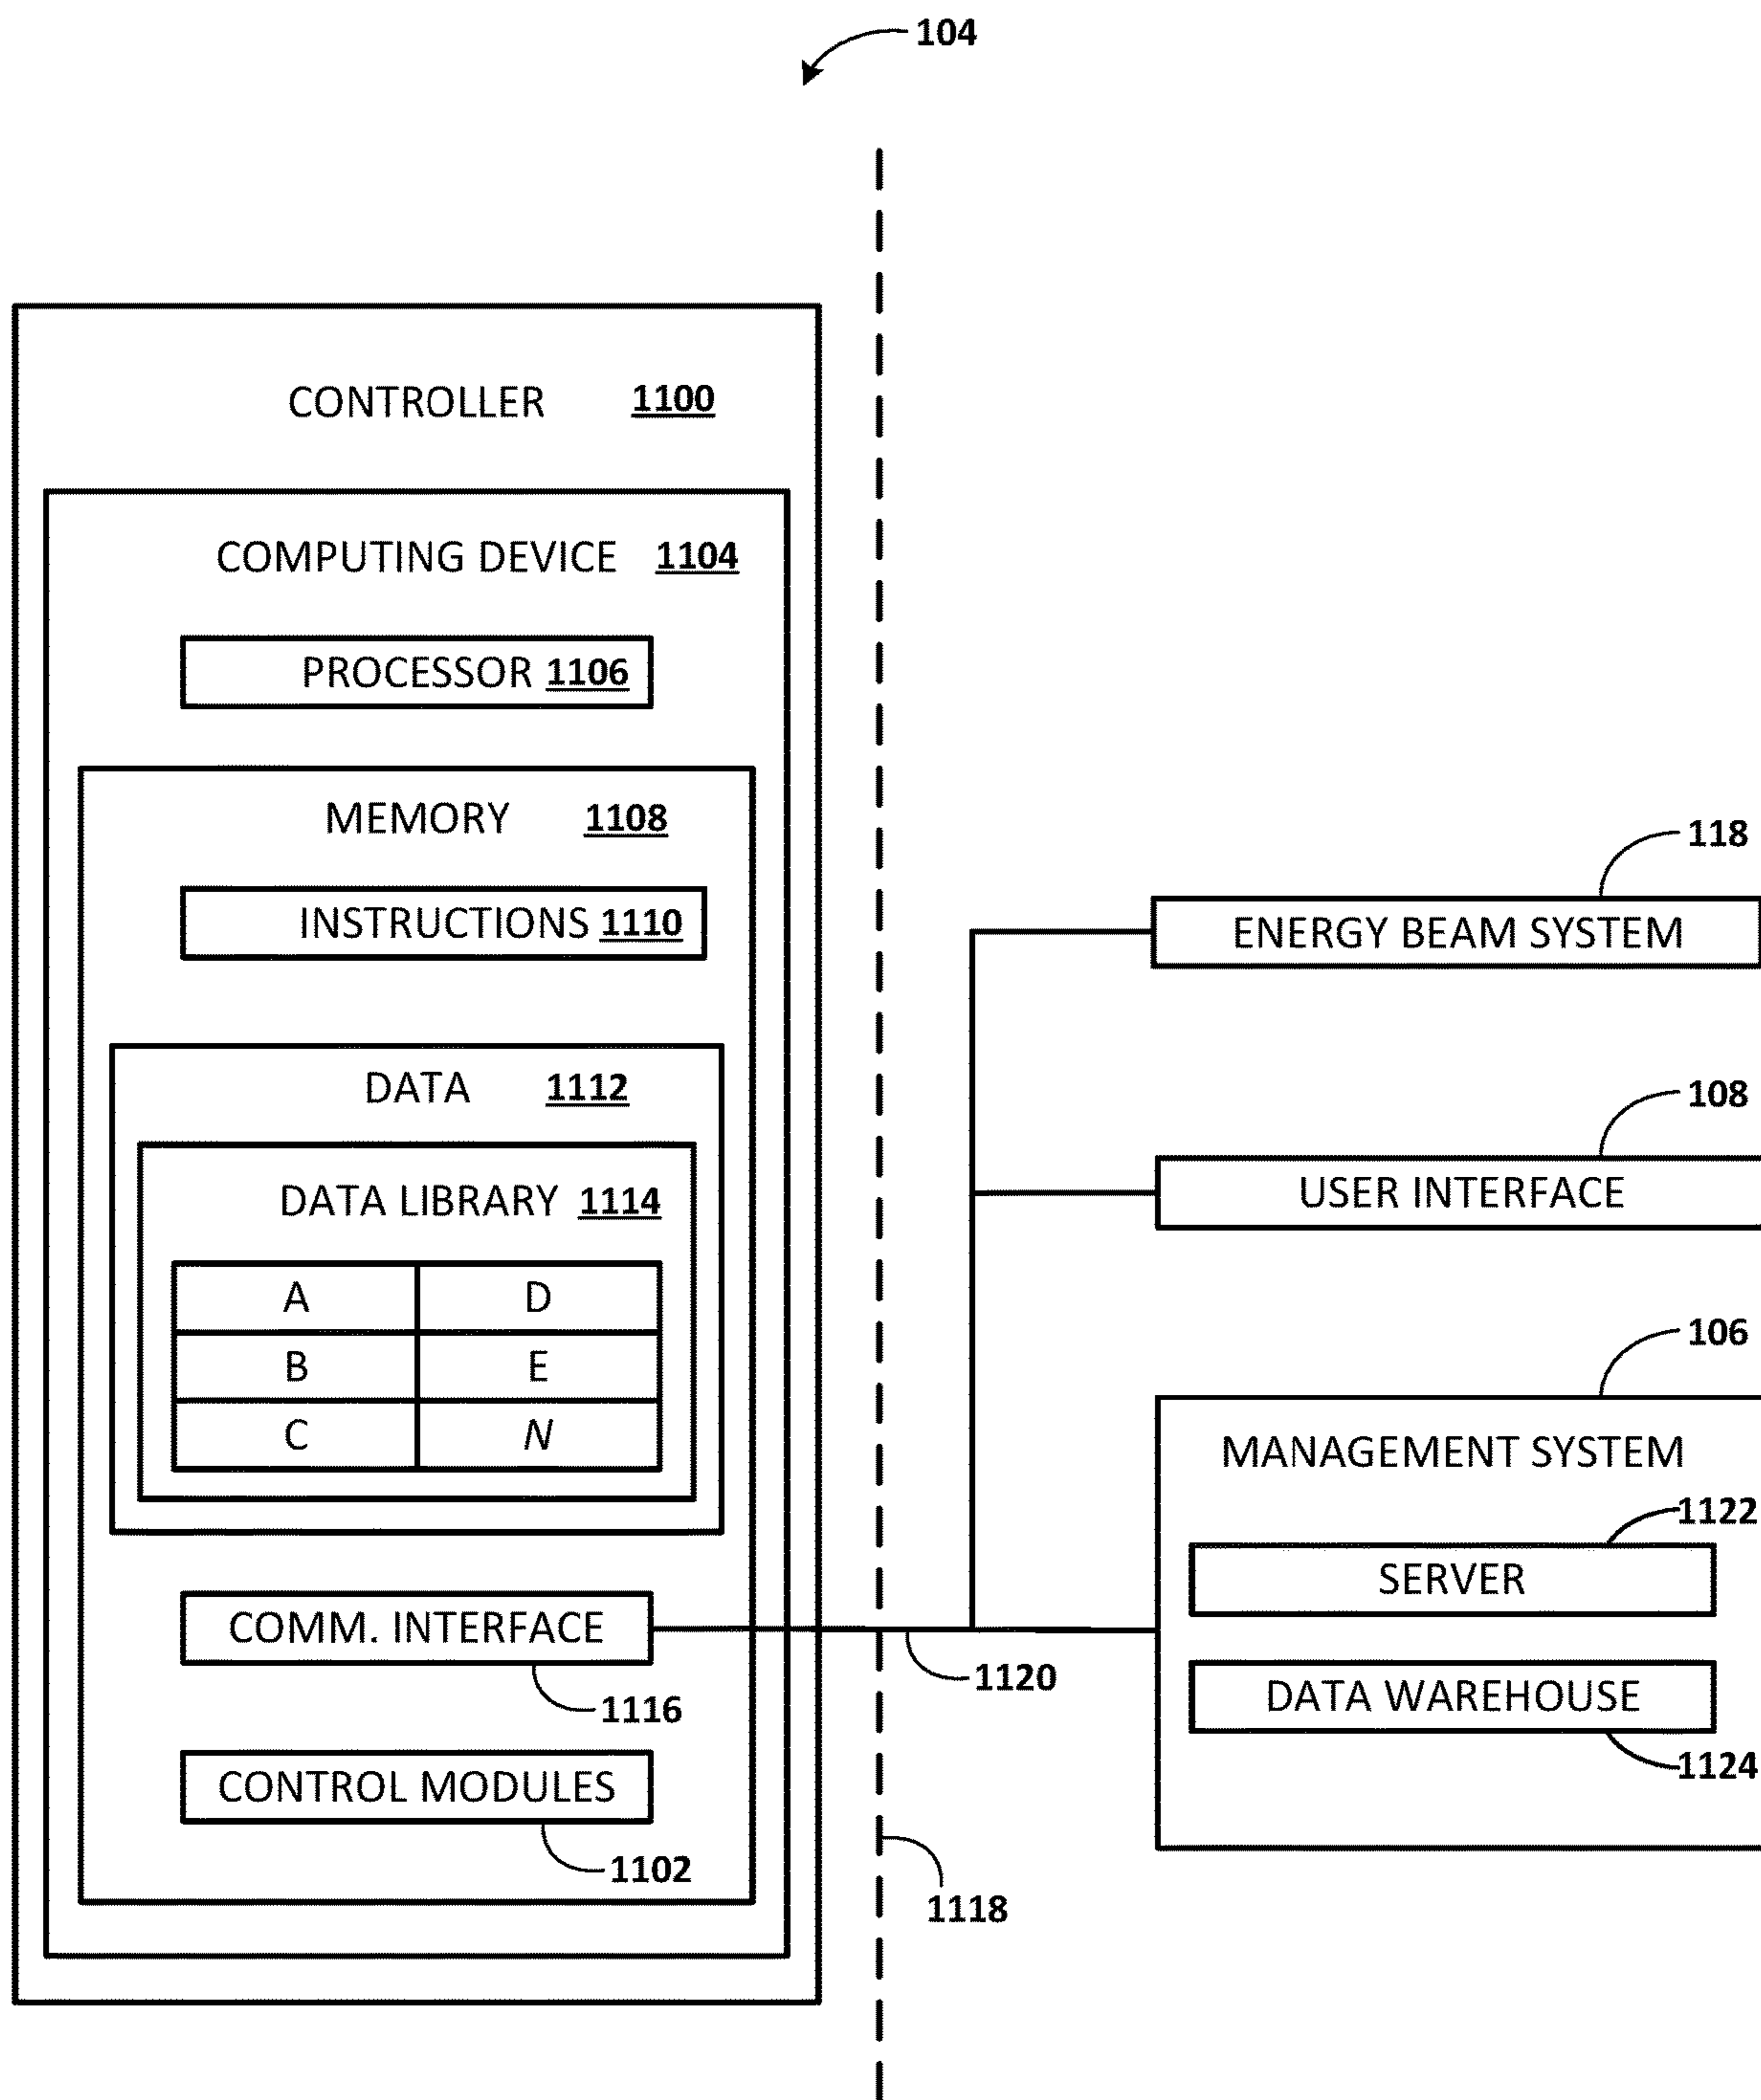 104
CONTROLLER 1100
COMPUTING DEVICE 1104
PROCESSOR 1106
MEMORY 1108
INSTRUCTIONS 1110
DATA 1112
DATA LIBRARY 1114
A D
B E
C N
COMM. INTERFACE
1116
CONTROL MODULES
1102
1118
1120
118
ENERGY BEAM SYSTEM
108
USER INTERFACE
106
MANAGEMENT SYSTEM
1122
SERVER
DATA WAREHOUSE
1124